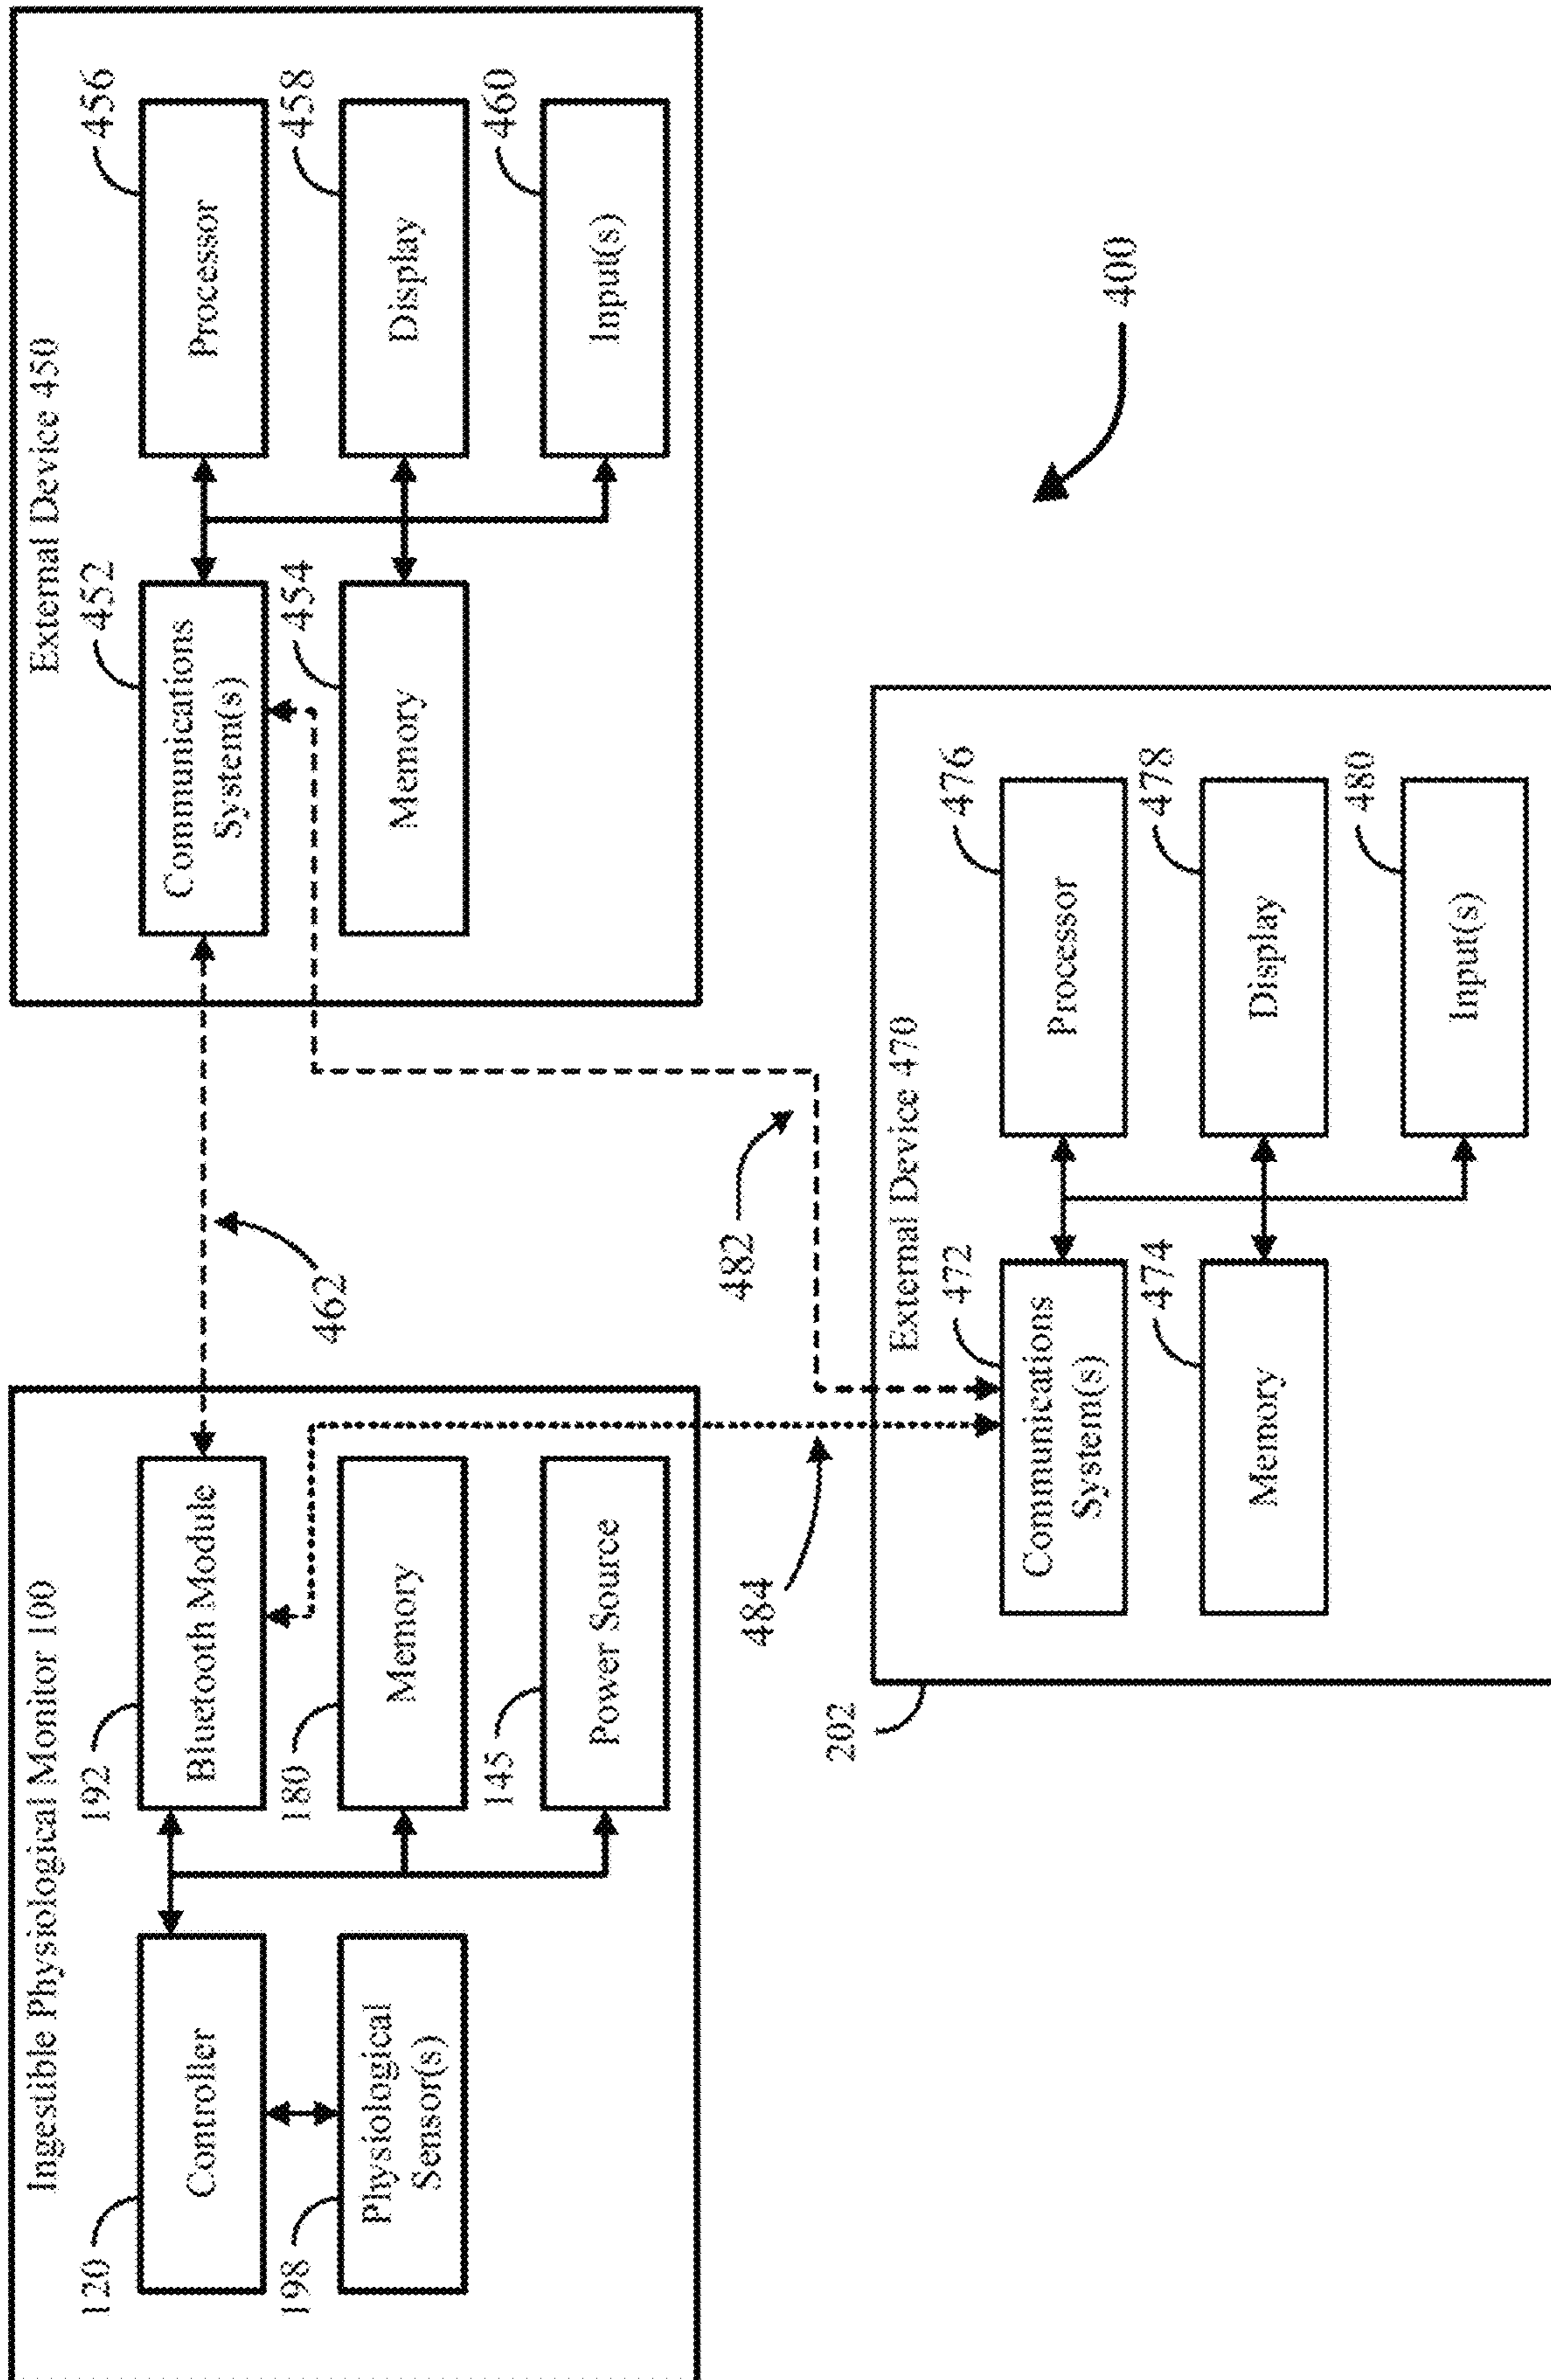 Ingestible Physiological Monitor 100
120
Controller
192
Bluetooth Module
198
Physiological
Sensor(s)
180
Memory
145
Power Source
462
External Device 450
452
Communications
System(s)
456
Processor
454
Memory
458
Display
460
Input(s)
482
484
202
External Device 470
472
Communications
System(s)
476
Processor
474
Memory
478
Display
480
Input(s)
400